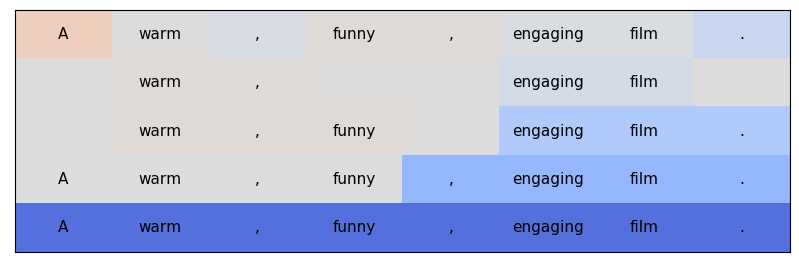 A warm , funny , engaging film .
warm , engaging film
warm , funny engaging film .
A warm , funny , engaging film .
A warm , funny , engaging film .